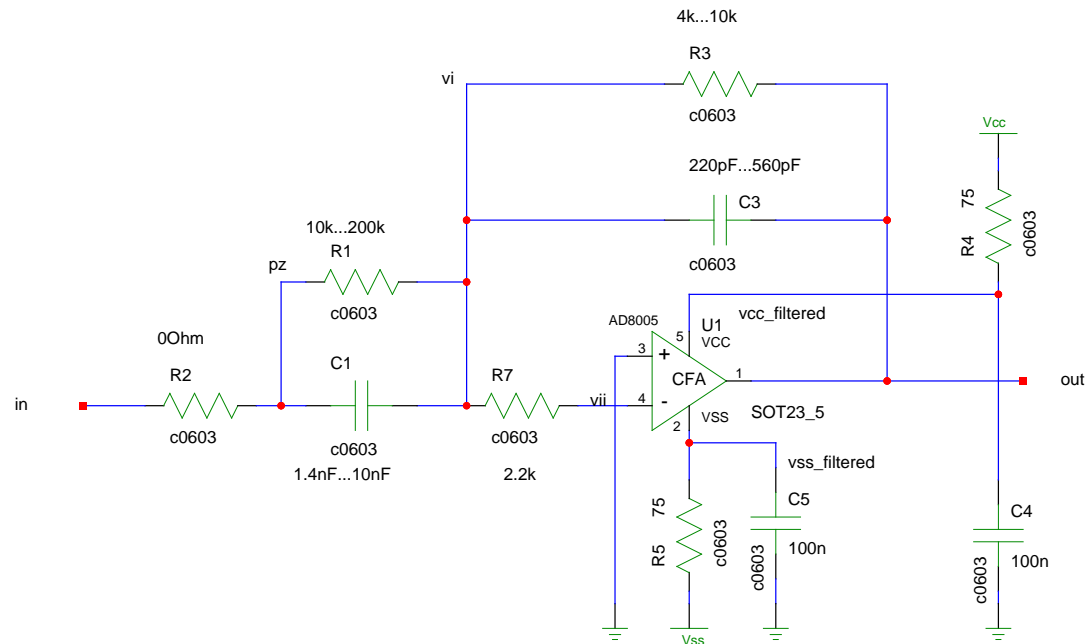 4k...10k
R3
vi
c0603
Vcc
220pF...560pF
C3
c0603
75
R4
c0603
10k...200k
R1
pz
c0603
AD8005
U1
vcc_filtered
5
VCC
3
+
CFA
1
4
-
2
VSS
SOT23_5
out
0Ohm
R2
C1
R7
in
vii
c0603
c0603
c0603
1.4nF...10nF
2.2k
vss_filtered
75
R5
c0603
C5
100n
c0603
C4
100n
c0603
Vss